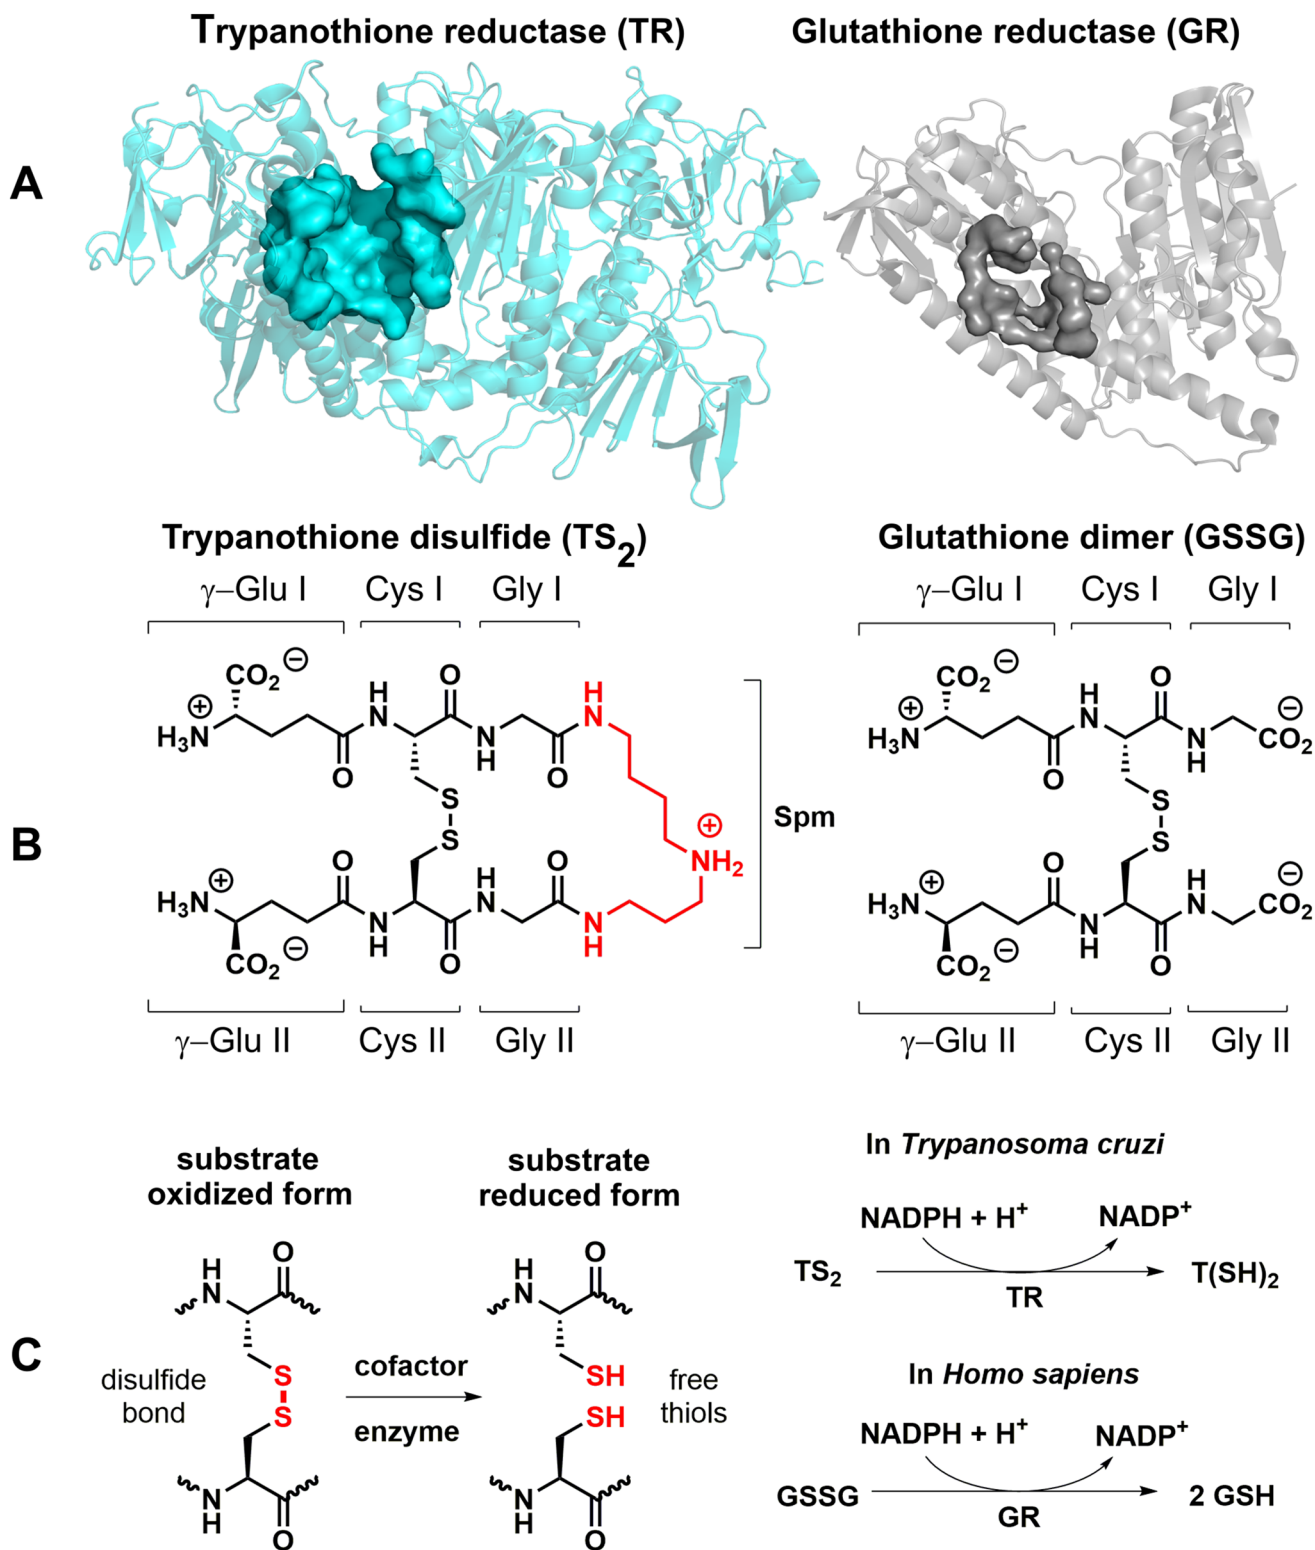 Trypanothione reductase (TR)
Glutathione reductase (GR)
A
Trypanothione disulfide (TS2)
Glutathione dimer (GSSG)
γ–Glu I
Cys I
Gly I
γ–Glu I
Cys I
Gly I
CO2 ⊖
H N
O
CO2 ⊖
H N
O
H N
⊕
H3N
O
N H
O
⊕
H3N
O
N H
CO2 ⊖
S
S
B
Spm
⊕
NH2
S
S
⊕
H3N
O
H N
O
⊕
H3N
O
H N
CO2 ⊖
CO2 ⊖
N H
O
N H
CO2 ⊖
N H
O
γ–Glu II
Cys II
Gly II
γ–Glu II
Cys II
Gly II
substrate
oxidized form
substrate
reduced form
In Trypanosoma cruzi
NADPH + H+
NADP+
TS2
TR
T(SH)2
C
H N
O
H N
O
disulfide
bond
S
S
cofactor
enzyme
SH
SH
free
thiols
N H
O
N H
O
In Homo sapiens
NADPH + H+
NADP+
GSSG
GR
2 GSH